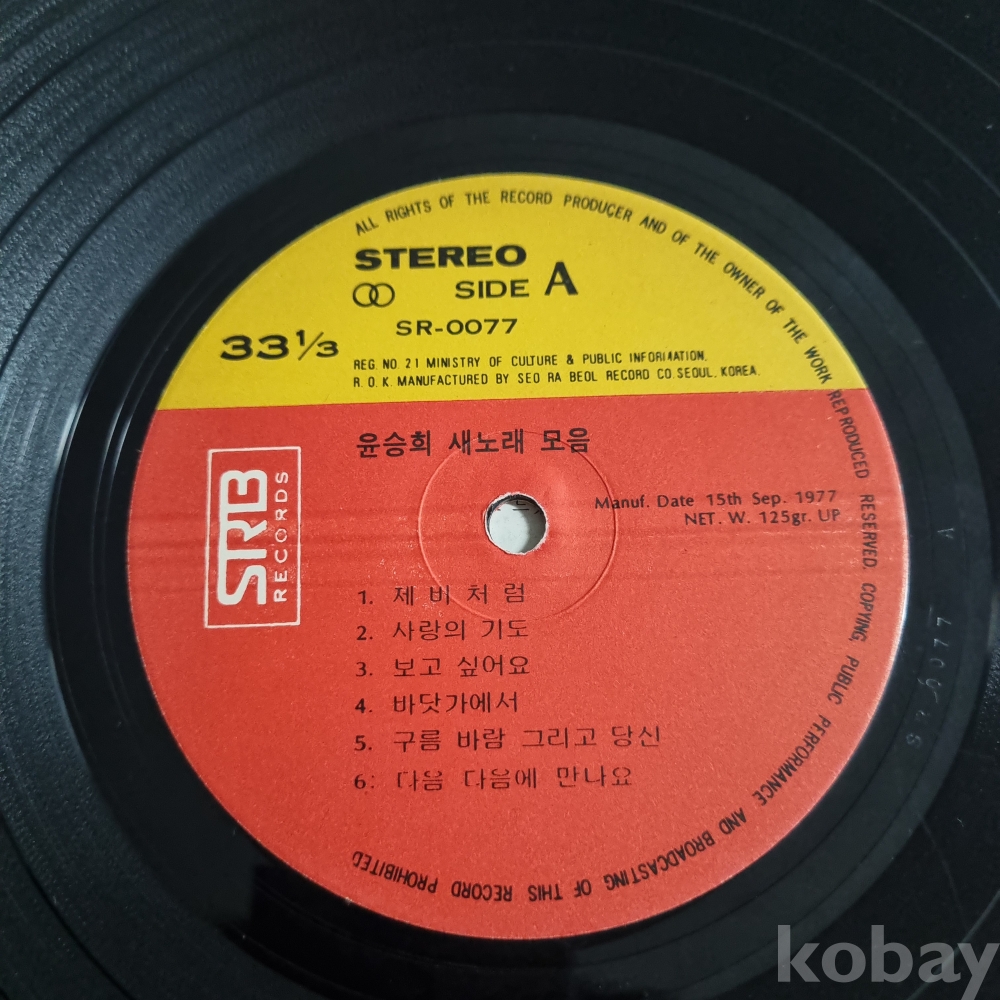 ALL RIGHTS OF THE RECORD PRODUCER AND OF THE OWNER OF THE WORK REPRODUCED RESERVED. COPYING, PUBLIC PERFORMANCE AND BROADCASTING OF THIS RECORD PROHIBITED
STEREO
SIDE A
SR-0077
33 1/3
REG. NO. 21 MINISTRY OF CULTURE & PUBLIC INFORMATION.
R.O.K. MANUFACTURED BY SEO RA BEOL RECORD CO. SEOUL. KOREA.
윤승희 새노래 모음
SRB
RECORDS
Manuf. Date 15th Sep. 1977
NET. W. 125gr. UP
1. 제비처럼
2. 사랑의 기도
3. 보고 싶어요
4. 바닷가에서
5. 구름 바람 그리고 당신
6. 다음 다음에 만나요
0077 A
kobay